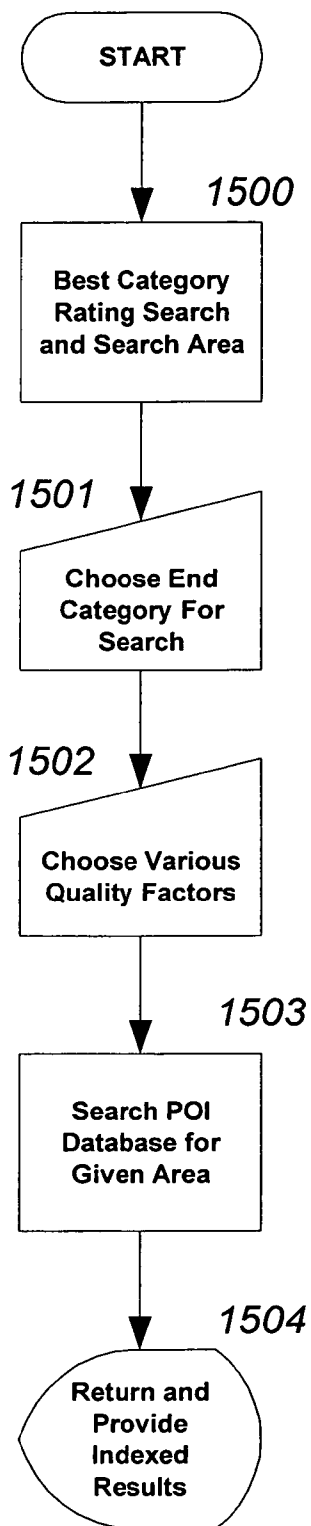 START
1500
Best Category
Rating Search
and Search Area
1501
Choose End
Category For
Search
1502
Choose Various
Quality Factors
1503
Search POI
Database for
Given Area
1504
Return and
Provide
Indexed
Results